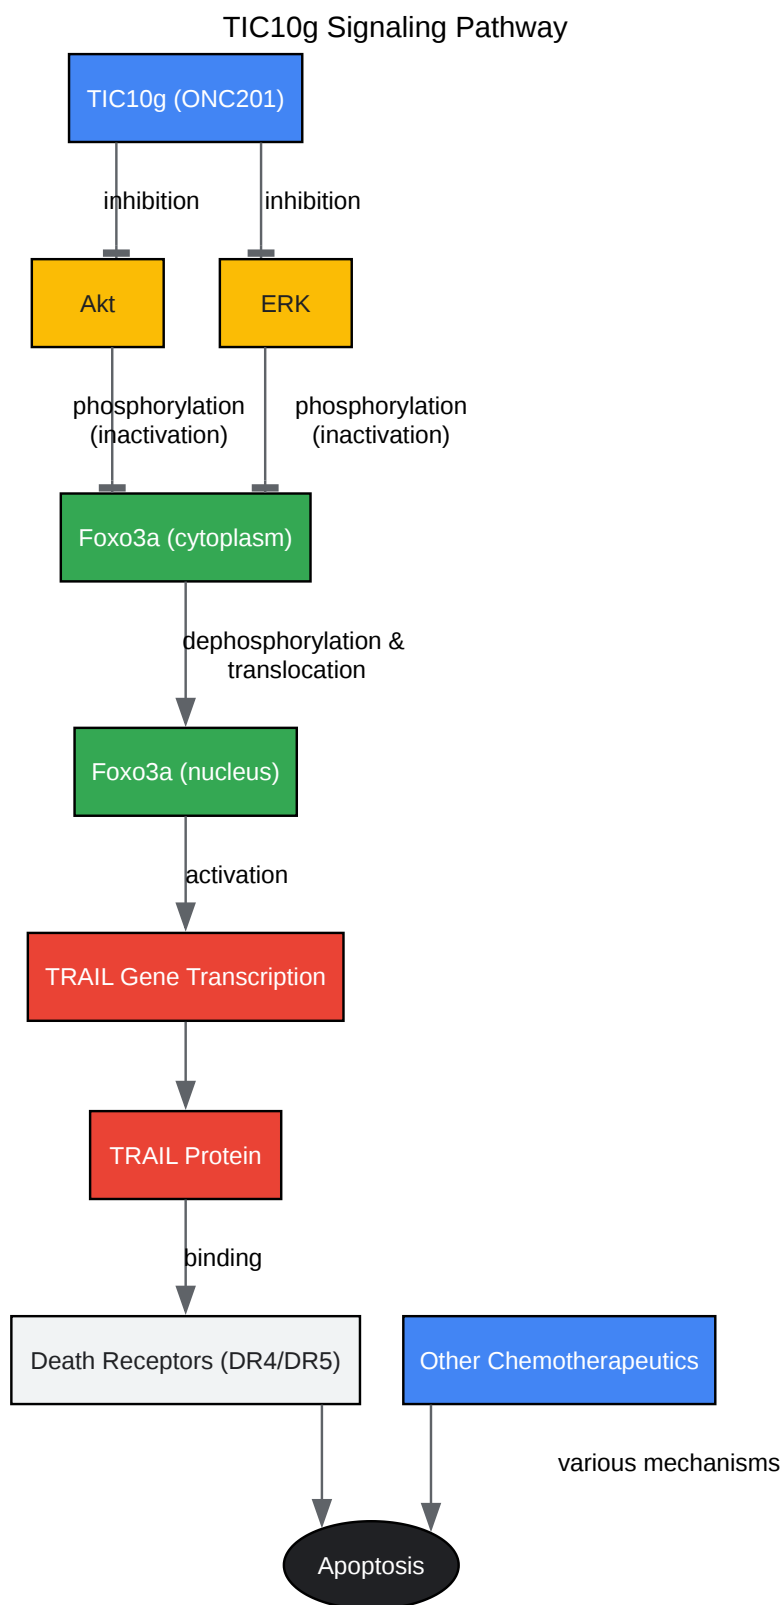 TIC10g Signaling Pathway
TIC10g (ONC201)
inhibition
inhibition
Akt
ERK
phosphorylation
(inactivation)
phosphorylation
(inactivation)
Foxo3a (cytoplasm)
dephosphorylation &
translocation
Foxo3a (nucleus)
activation
TRAIL Gene Transcription
TRAIL Protein
binding
Death Receptors (DR4/DR5)
Other Chemotherapeutics
various mechanisms
Apoptosis